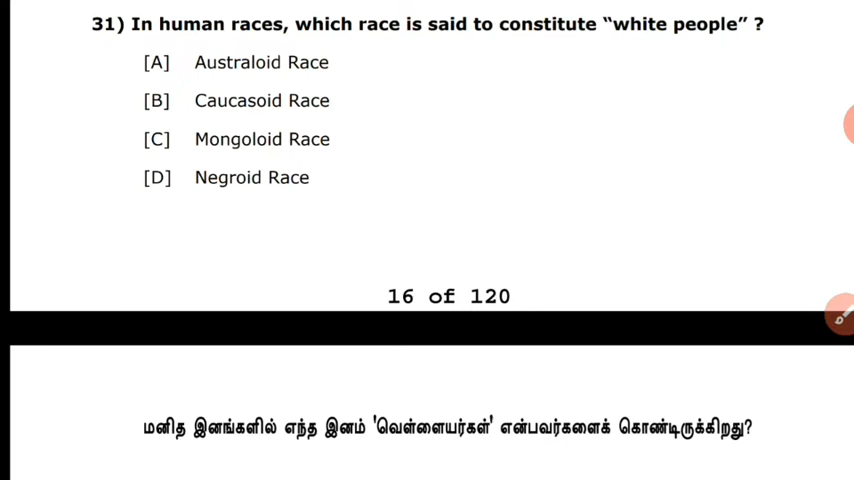 31) In human races, which race is said to constitute “white people” ?
[A] Australoid Race
[B] Caucasoid Race
[C] Mongoloid Race
[D] Negroid Race
16 of 120
மனித இனங்களில் எந்த இனம் 'வெள்ளையர்கள்' என்பவர்களைக் கொண்டிருக்கிறது?